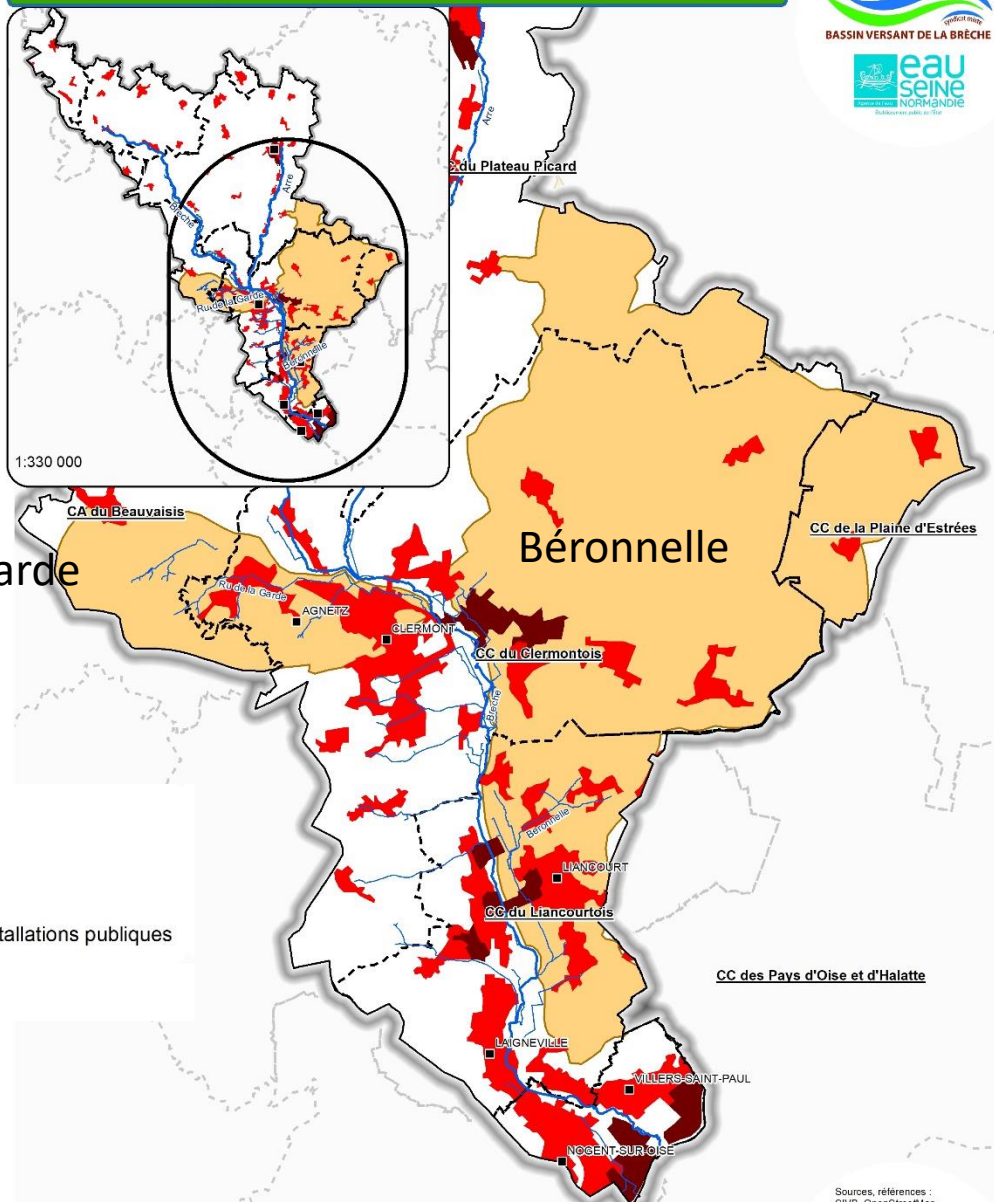 syndicat mixte
BASSIN VERSANT DE LA BRÈCHE
eau
SEINE
NORMANDIE
Arre
C du Plateau Picard
Arre
Brèche
Ru de la Garde
Béronnelle
1:330 000
CA du Beauvaisis
CC de la Plaine d'Estrées
Béronnelle
arde
Ru de la Garde
AGNETZ
CLERMONT
CC du Clermontois
Brèche
Béronnelle
LIANCOURT
CC du Liancourtois
tallations publiques
CC des Pays d'Oise et d'Halatte
LAIGNEVILLE
VILLERS-SAINT-PAUL
NOGENT-SUR-OISE
Sources, références :